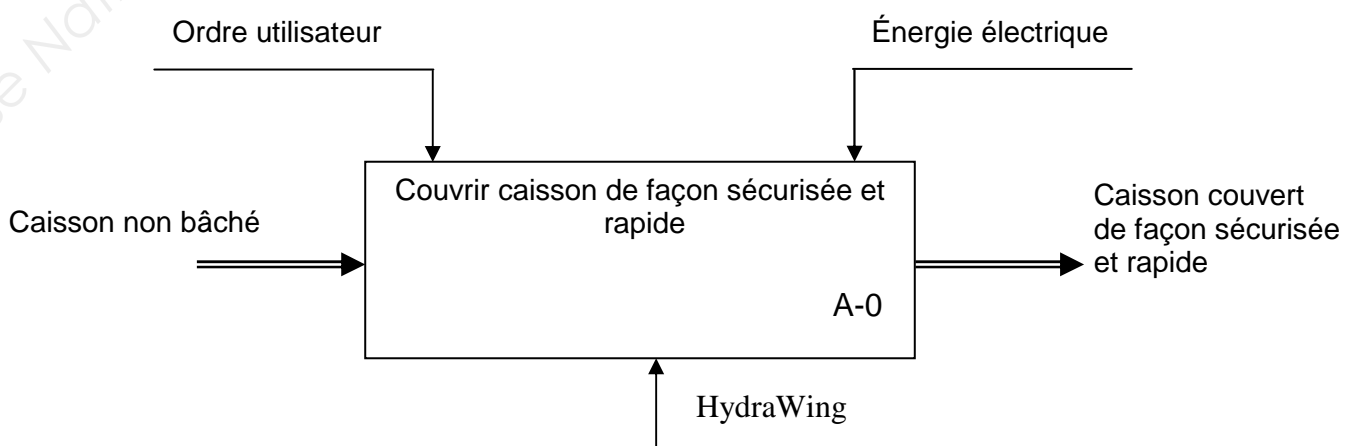 Ordre utilisateur
Énergie électrique
Couvrir caisson de façon sécurisée et
rapide
Caisson non bâché
Caisson couvert
de façon sécurisée
et rapide
A-0
HydraWing